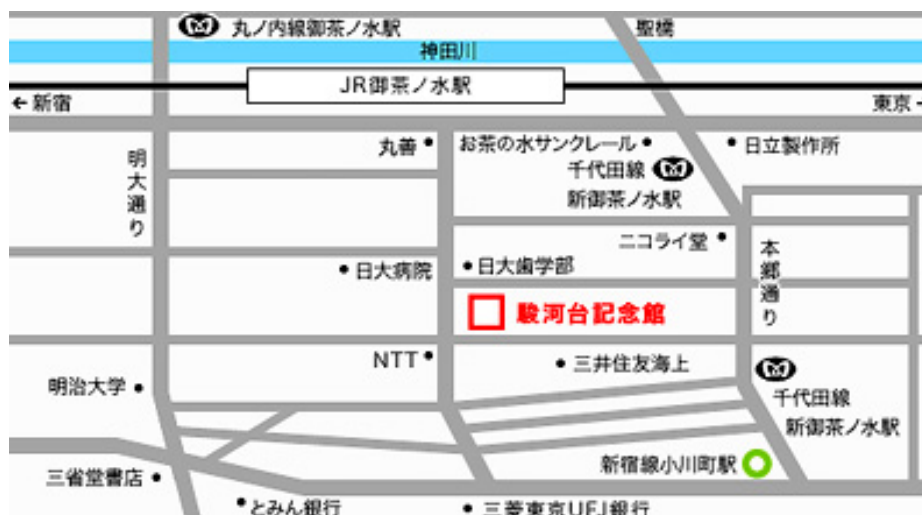 丸ノ内線御茶ノ水駅
聖橋
神田川
JR御茶ノ水駅
←新宿
東京
明大通り
丸善
お茶の水サンクレール
日立製作所
千代田線
新御茶ノ水駅
ニコライ堂
本郷通り
日大病院
日大歯学部
駿河台記念館
NTT
三井住友海上
明治大学
千代田線
新御茶ノ水駅
新宿線小川町駅
三省堂書店
とみん銀行
三菱東京UFJ銀行